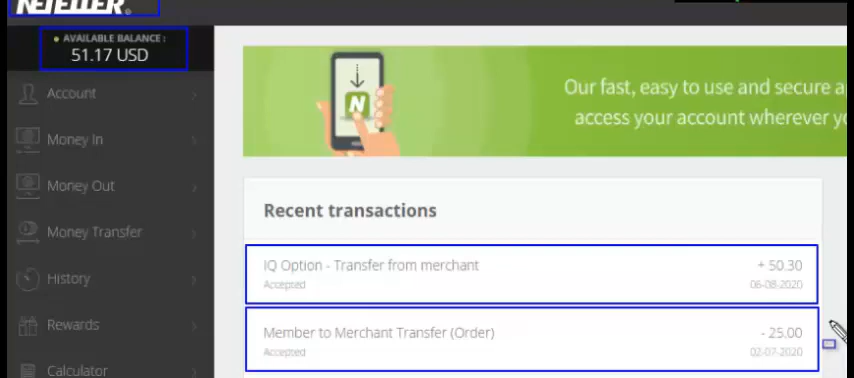 NETELLER®
AVAILABLE BALANCE:
51.17 USD
Account
Money In
Money Out
Money Transfer
History
Rewards
Calculator
N
Our fast, easy to use and secure a
access your account wherever yo
Recent transactions
IQ Option - Transfer from merchant
+ 50.30
Accepted
06-08-2020
Member to Merchant Transfer (Order)
- 25.00
Accepted
02-07-2020